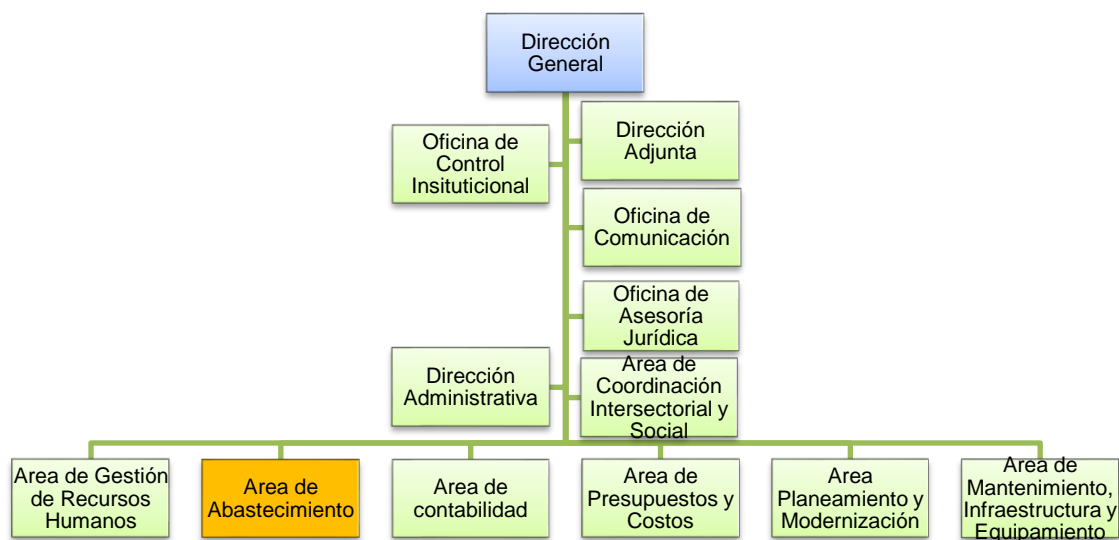 Dirección
General
Oficina de
Control
Insituticional
Dirección
Adjunta
Oficina de
Comunicación
Oficina de
Asesoría
Jurídica
Dirección
Administrativa
Area de
Coordinación
Intersectorial y
Social
Area de Gestión
de Recursos
Humanos
Area de
Abastecimiento
Area de
contabilidad
Area de
Presupuestos y
Costos
Area
Planeamiento y
Modernización
Area de
Mantenimiento,
Infraestructura y
Equipamiento